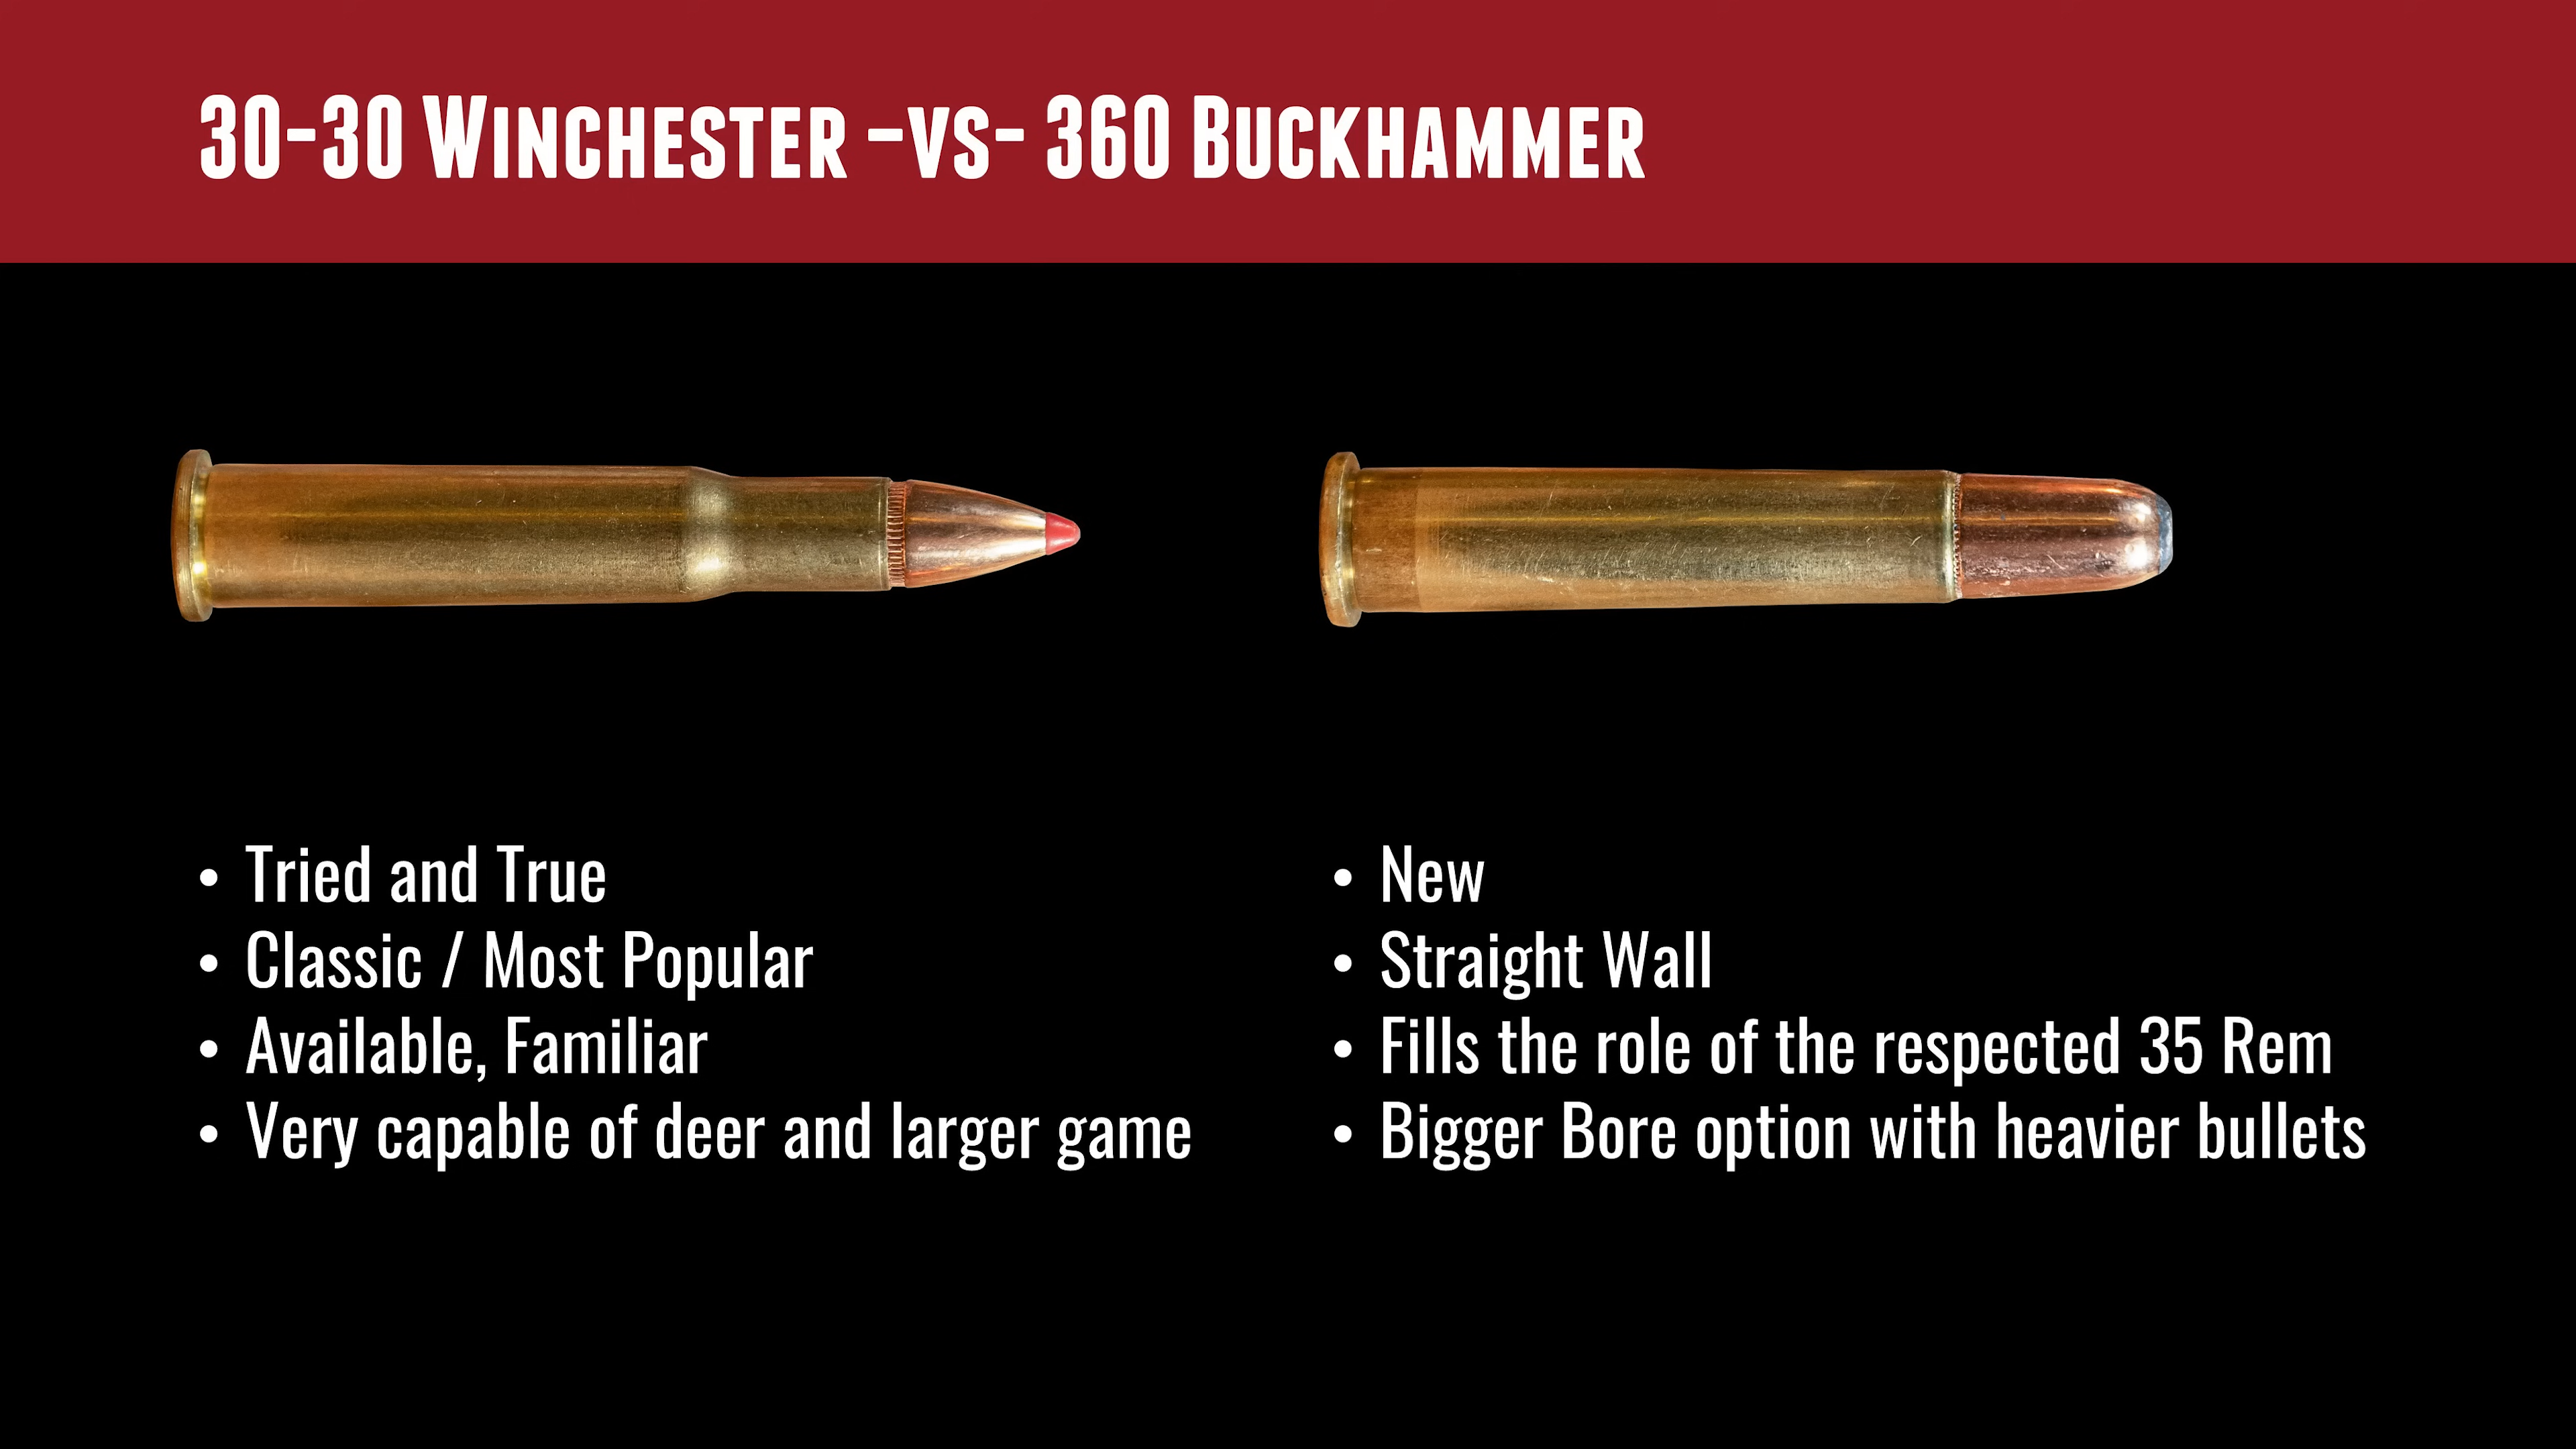 30-30 Winchester -vs- 360 Buckhammer
• Tried and True
• Classic / Most Popular
• Available, Familiar
• Very capable of deer and larger game
• New
• Straight Wall
• Fills the role of the respected 35 Rem
• Bigger Bore option with heavier bullets